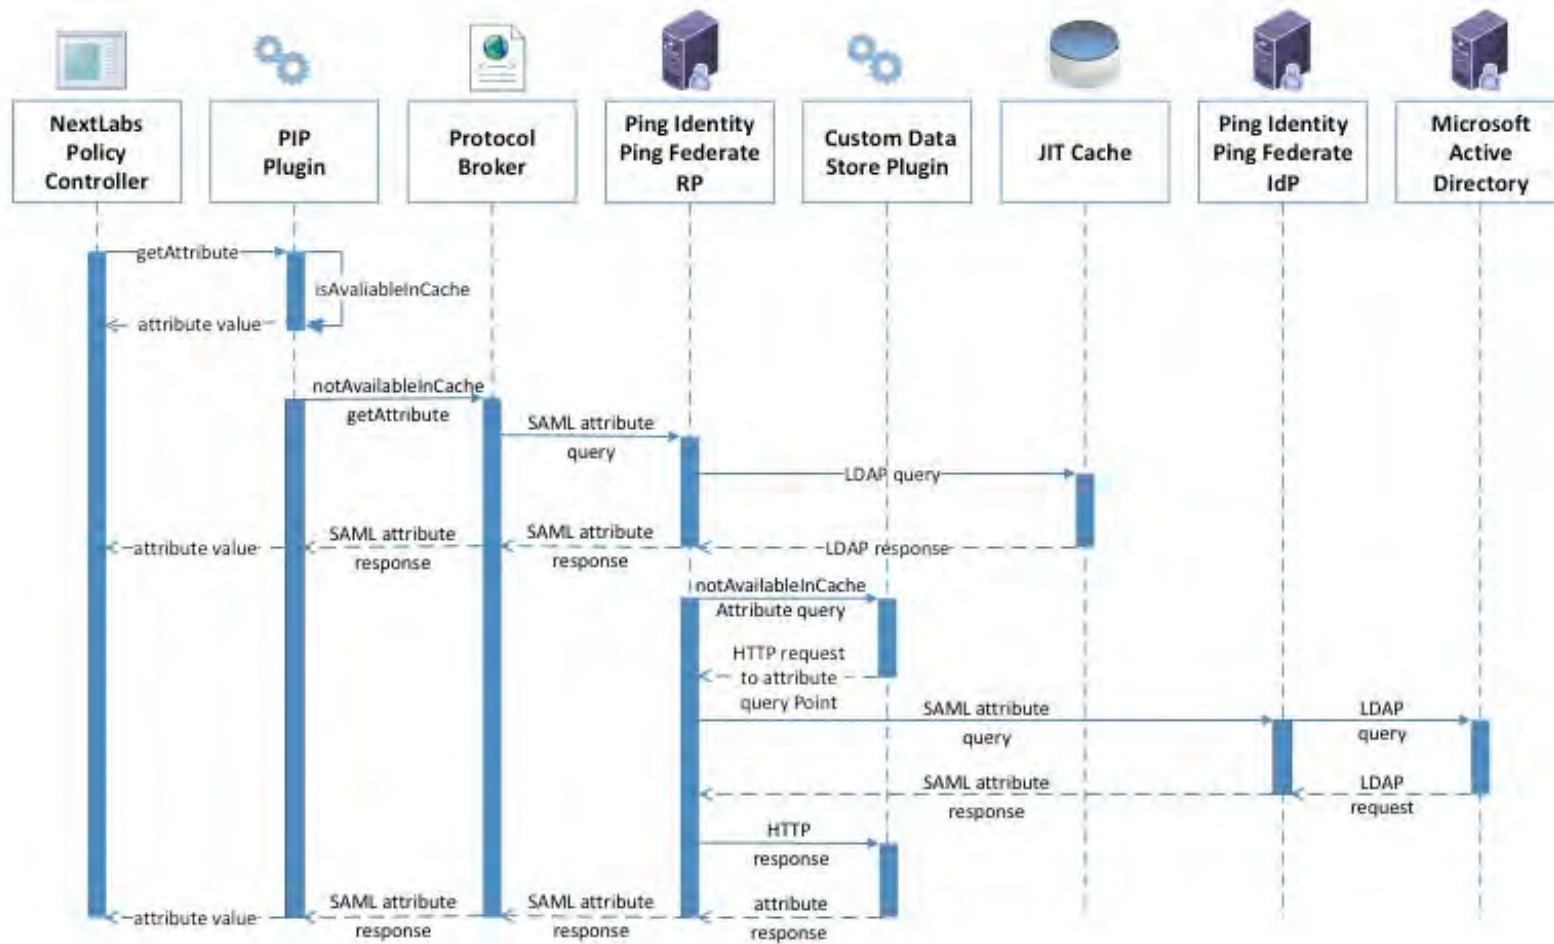 NextLabs
Policy
Controller
PIP
Plugin
Protocol
Broker
Ping Identity
Ping Federate
RP
Custom Data
Store Plugin
JIT Cache
Ping Identity
Ping Federate
IdP
Microsoft
Active
Directory
getAttribute
isAvaliableInCache
attribute value
notAvailableInCache
getAttribute
SAML attribute
query
LDAP query
attribute value
SAML attribute
response
SAML attribute
response
LDAP response
notAvailableInCache
Attribute query
HTTP request
to attribute
query Point
SAML attribute
query
LDAP
query
SAML attribute
response
LDAP
request
HTTP
response
attribute value
SAML attribute
response
SAML attribute
response
attribute
response